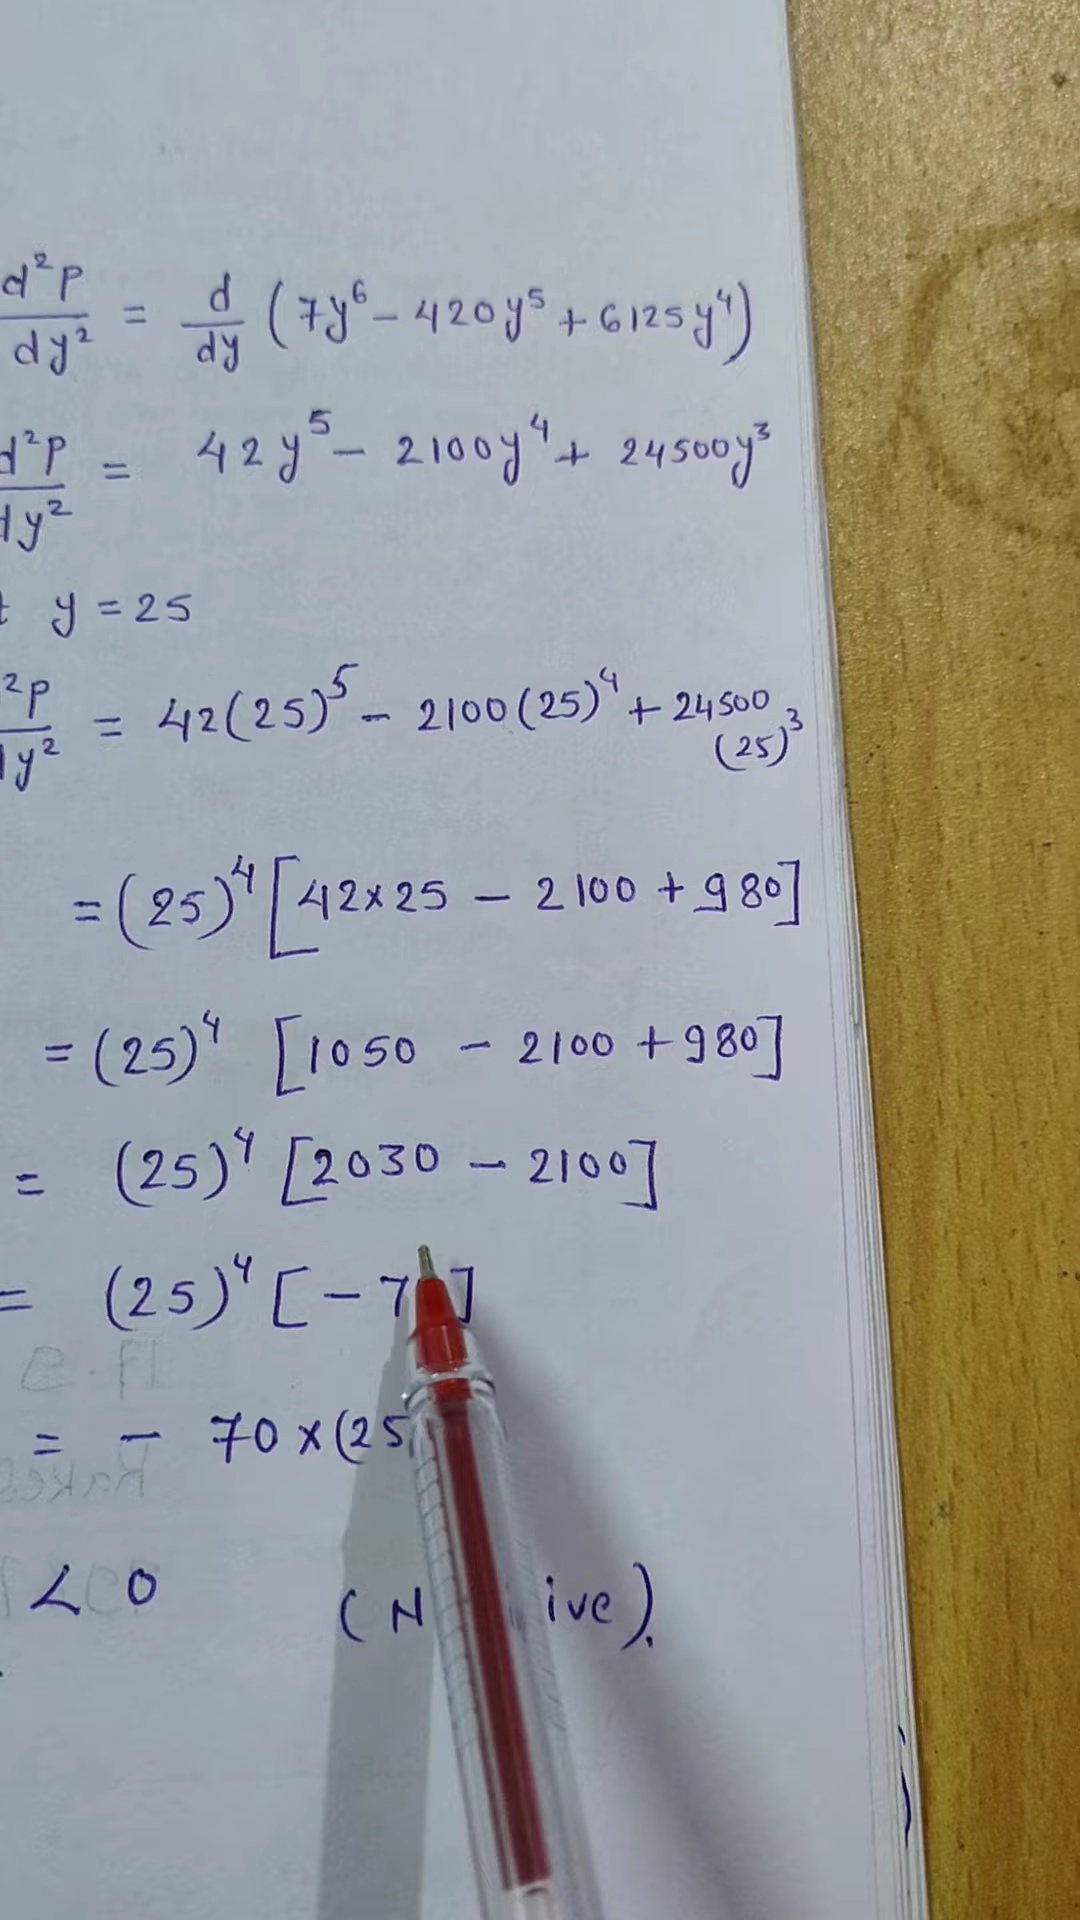 d²P/dy² = d/dy (7y⁶ - 420y⁵ + 6125y⁴)
d²P/dy² = 42y⁵ - 2100y⁴ + 24500y³
y = 25
²P/dy² = 42(25)⁵ - 2100(25)⁴ + 24500 (25)³
= (25)⁴ [42×25 - 2100 + 980]
= (25)⁴ [1050 - 2100 + 980]
= (25)⁴ [2030 - 2100]
= (25)⁴ [-7 ]
= - 70 × (25
< 0 (N ive).